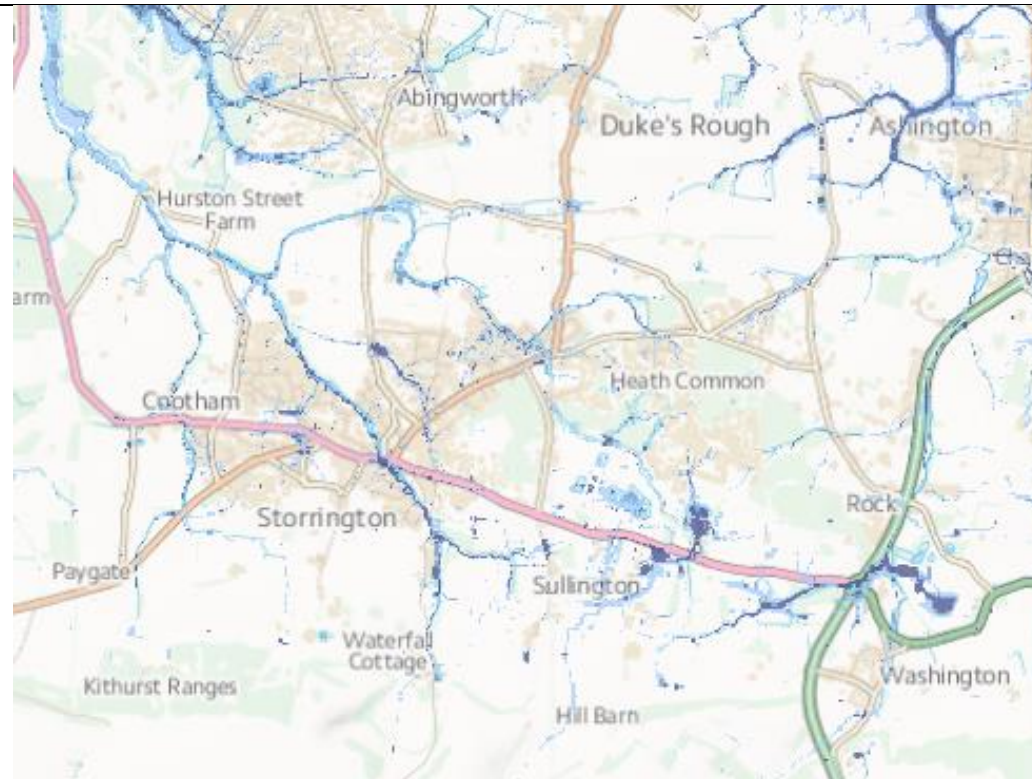 Abingworth
Duke's Rough
Ashington
Hurston Street
Farm
arm
Cootham
Heath Common
Storrington
Rock
Paygate
Sullington
Waterfall
Cottage
Washington
Kithurst Ranges
Hill Barn